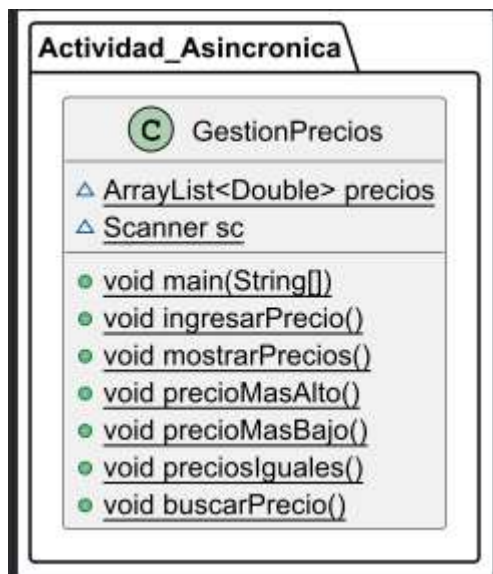 Actividad_Asincronica
C GestionPrecios
ArrayList<Double> precios
Scanner sc
void main(String[])
void ingresarPrecio()
void mostrarPrecios()
void precioMasAlto()
void precioMasBajo()
void preciosIguales()
void buscarPrecio()